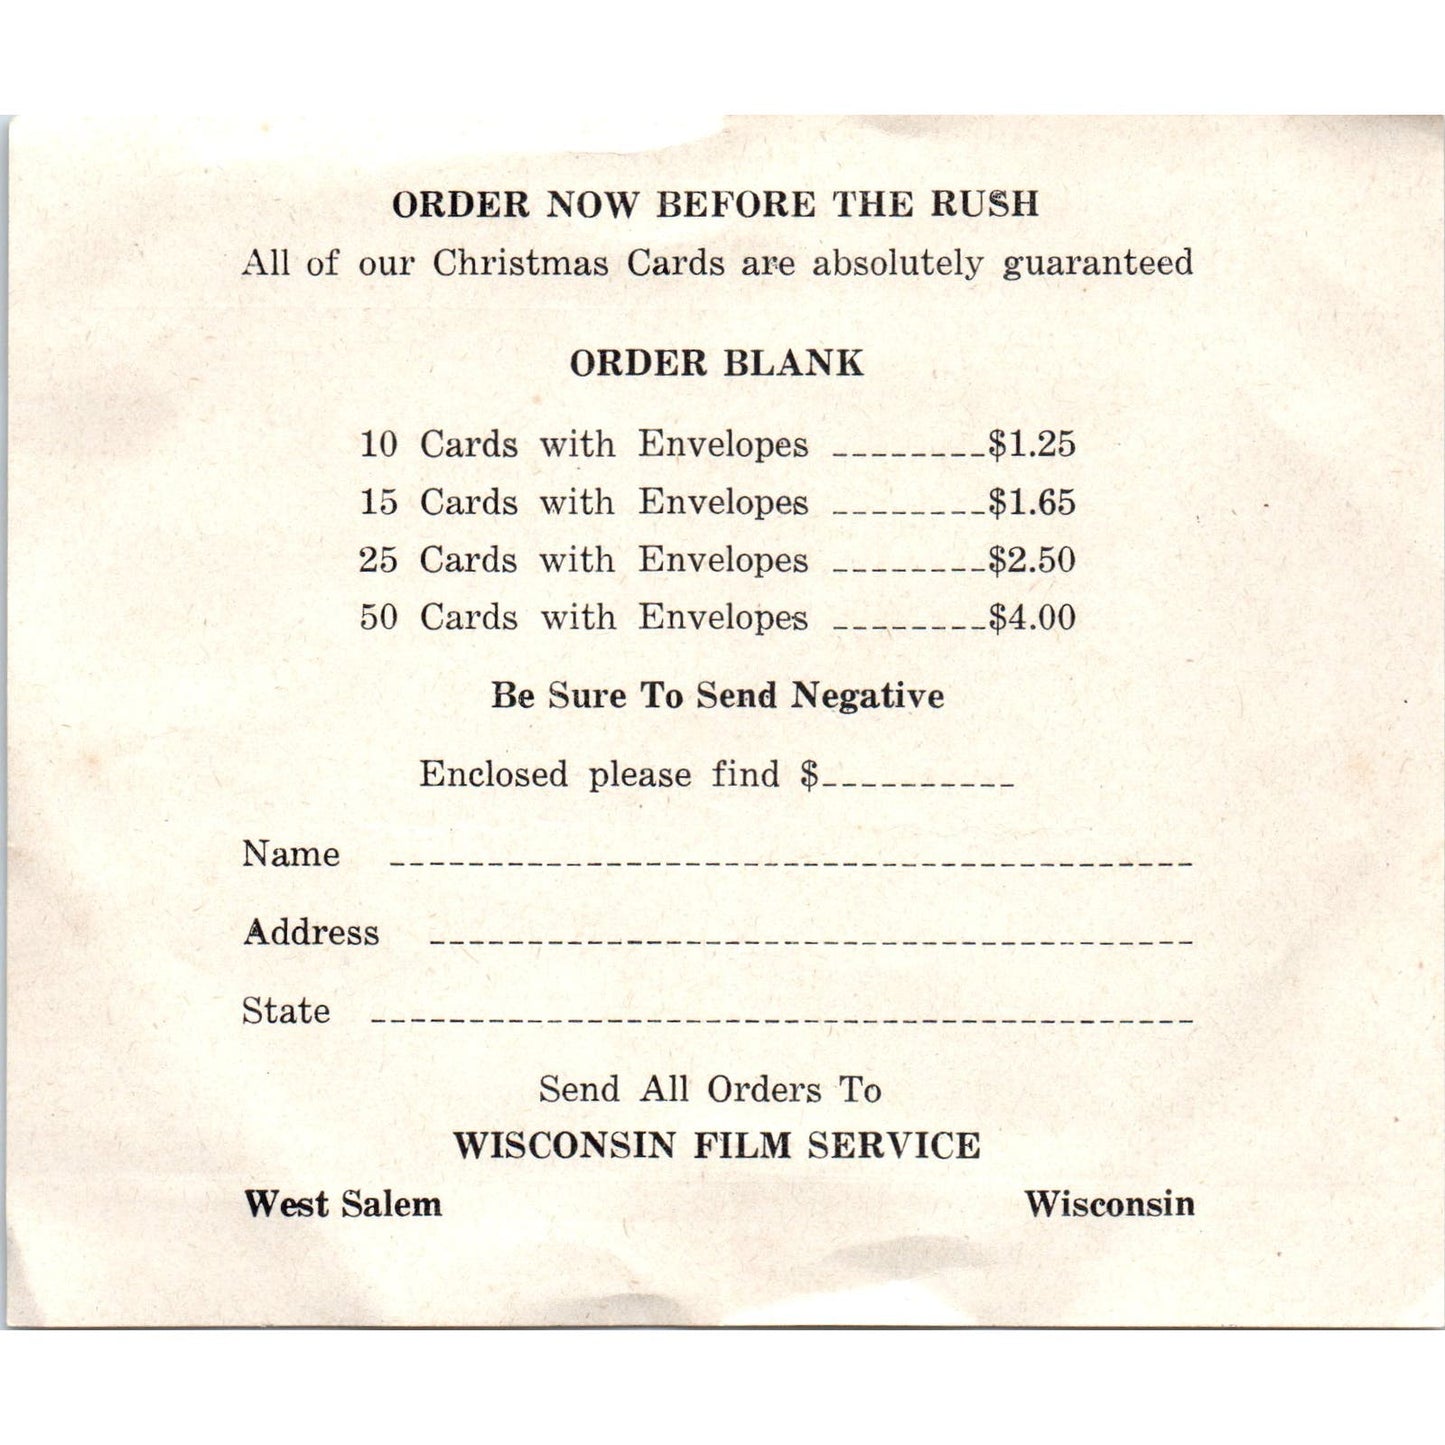 ORDER NOW BEFORE THE RUSH
All of our Christmas Cards are absolutely guaranteed
ORDER BLANK
10 Cards with Envelopes ________$1.25
15 Cards with Envelopes ________$1.65
25 Cards with Envelopes ________$2.50
50 Cards with Envelopes ________$4.00
Be Sure To Send Negative
Enclosed please find $__________
Name _________________________________________
Address _______________________________________
State __________________________________________
Send All Orders To
WISCONSIN FILM SERVICE
West Salem Wisconsin